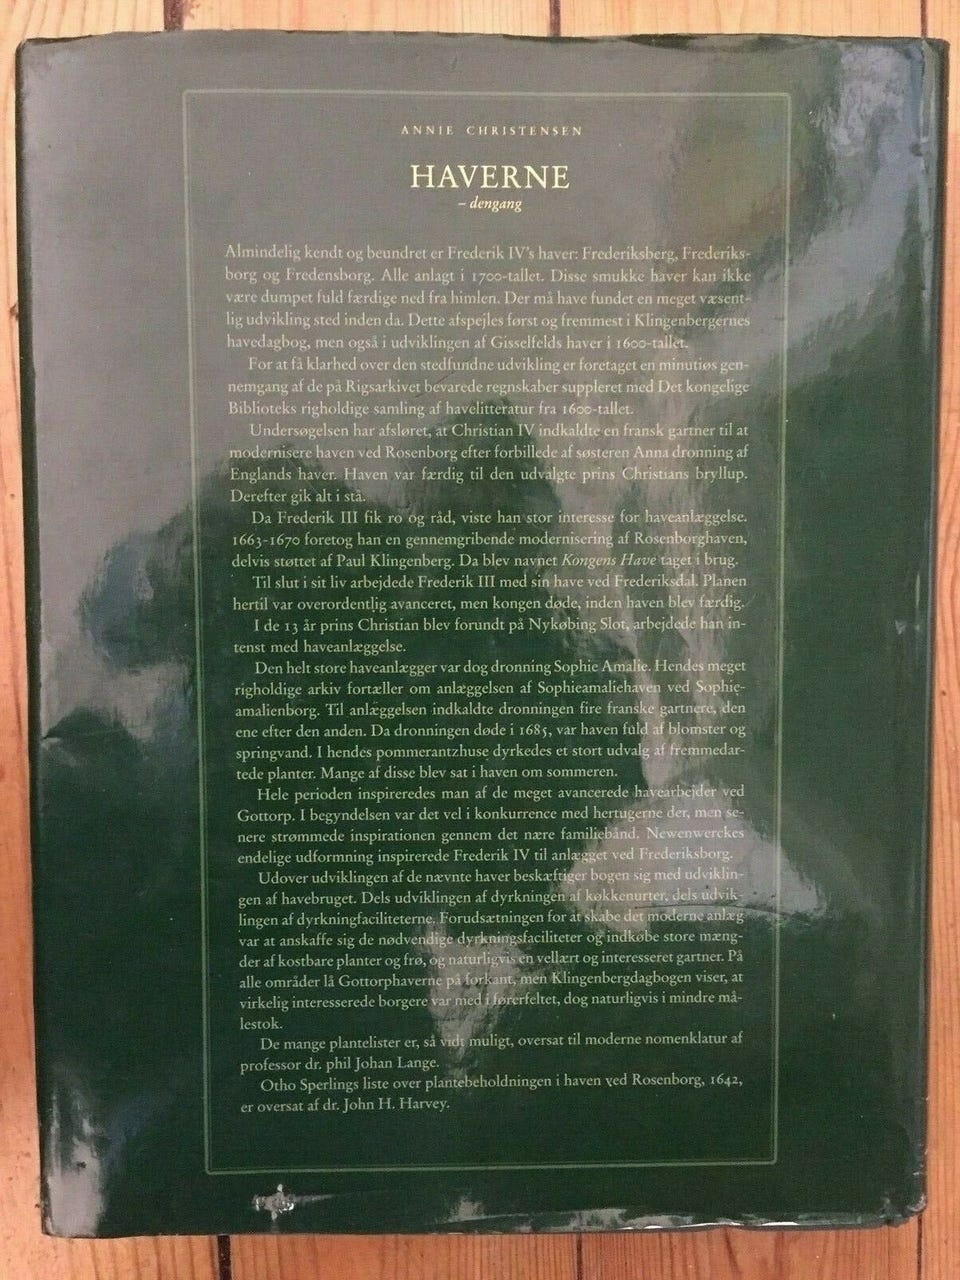 ANNIE CHRISTENSEN
HAVERNE
– dengang
Almindelig kendt og beundret er Frederik IV's haver: Frederiksberg, Frederiks-
borg og Fredensborg. Alle anlagt i 1700-tallet. Disse smukke haver kan ikke
være dumpet fuld færdige ned fra himlen. Der må have fundet en meget væsent-
lig udvikling sted inden da. Dette afspejles først og fremmest i Klingenbergernes
havedagbog, men også i udviklingen af Gisselfelds haver i 1600-tallet.
For at få klarhed over den stedfundne udvikling er foretaget en minutiøs gen-
nemgang af de på Rigsarkivet bevarede regnskaber suppleret med Det kongelige
Biblioteks righoldige samling af havelitteratur fra 1600-tallet.
Undersøgelsen har afsløret, at Christian IV indkaldte en fransk gartner til at
modernisere haven ved Rosenborg efter forbillede af søsteren Anna dronning af
Englands haver. Haven var færdig til den udvalgte prins Christians bryllup.
Derefter gik alt i stå.
Da Frederik III fik ro og råd, viste han stor interesse for haveanlæggelse.
1663-1670 foretog han en gennemgribende modernisering af Rosenborghaven,
delvis støttet af Paul Klingenberg. Da blev navnet Kongens Have taget i brug.
Til slut i sit liv arbejdede Frederik III med sin have ved Frederiksdal. Planen
hertil var overordentlig avanceret, men kongen døde, inden haven blev færdig.
I de 13 år prins Christian blev forundt på Nykøbing Slot, arbejdede han in-
tenst med haveanlæggelse.
Den helt store haveanlægger var dog dronning Sophie Amalie. Hendes meget
righoldige arkiv fortæller om anlæggelsen af Sophieamaliehaven ved Sophie-
amalienborg. Til anlæggelsen indkaldte dronningen fire franske gartnere, den
ene efter den anden. Da dronningen døde i 1685, var haven fuld af blomster og
springvand. I hendes pommerantzhuse dyrkedes et stort udvalg af fremmedar-
tede planter. Mange af disse blev sat i haven om sommeren.
Hele perioden inspireredes man af de meget avancerede havearbejder ved
Gottorp. I begyndelsen var det vel i konkurrence med hertugerne der, men se-
nere strømmede inspirationen gennem det nære familiebånd. Newenwerckes
endelige udformning inspirerede Frederik IV til anlægget ved Frederiksborg.
Udover udviklingen af de nævnte haver beskæftiger bogen sig med udviklin-
gen af havebruget. Dels udviklingen af dyrkningen af køkkenurter, dels udvik-
lingen af dyrkningfaciliteterne. Forudsætningen for at skabe det moderne anlæg
var at anskaffe sig de nødvendige dyrkningsfaciliteter og indkøbe store mæng-
der af kostbare planter og frø, og naturligvis en vellært og interesseret gartner. På
alle områder lå Gottorphaverne på forkant, men Klingenbergdagbogen viser, at
virkelig interesserede borgere var med i førerfeltet, dog naturligvis i mindre må-
lestok.
De mange plantelister er, så vidt muligt, oversat til moderne nomenklatur af
professor dr. phil Johan Lange.
Otho Sperlings liste over plantebeholdningen i haven ved Rosenborg, 1642,
er oversat af dr. John H. Harvey.